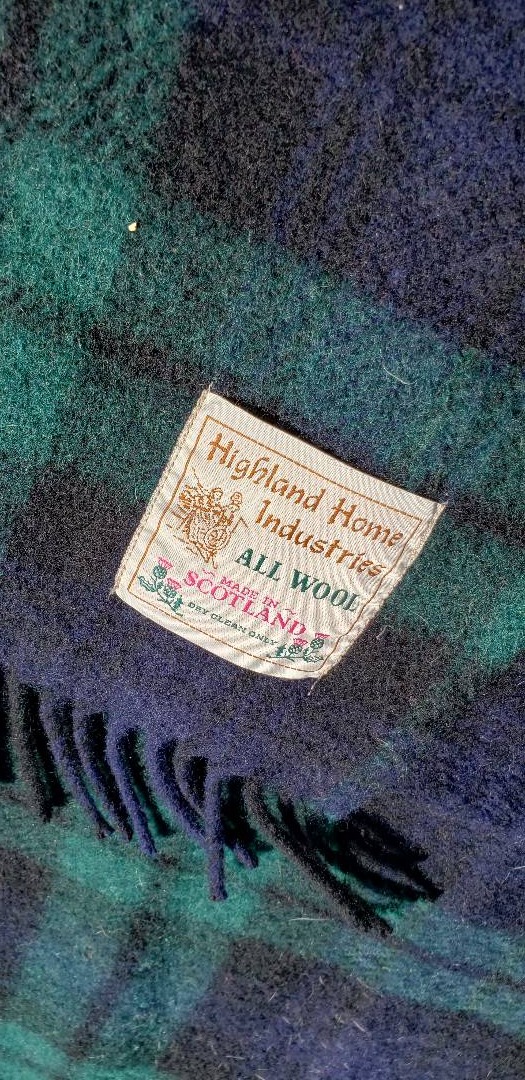 Highland Home
Industries
ALL WOOL
~ MADE IN ~
SCOTLAND
DRY CLEAN ONLY